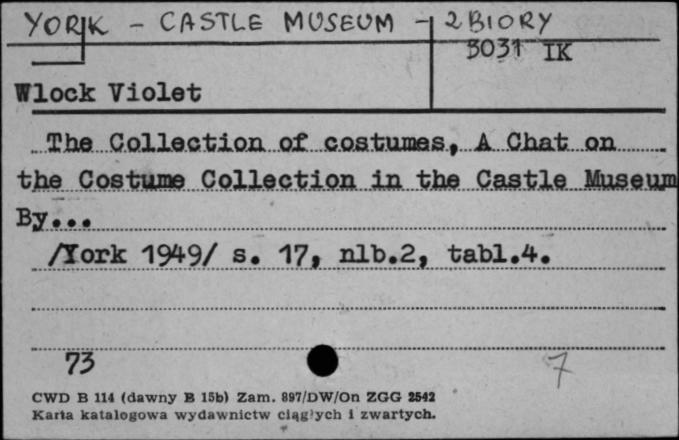 YORK - CASTLE MUSEUM - ZBIORY
3031 IK
Wlock Violet
The Collection of costumes, A Chat on
the Costume Collection in the Castle Museum
By...
/York 1949/ s. 17, nlb.2, tabl.4.
73
7
CWD B 114 (dawny B 15b) Zam. 897/DW/On ZGG 2542
Karta katalogowa wydawnictw ciągłych i zwartych.